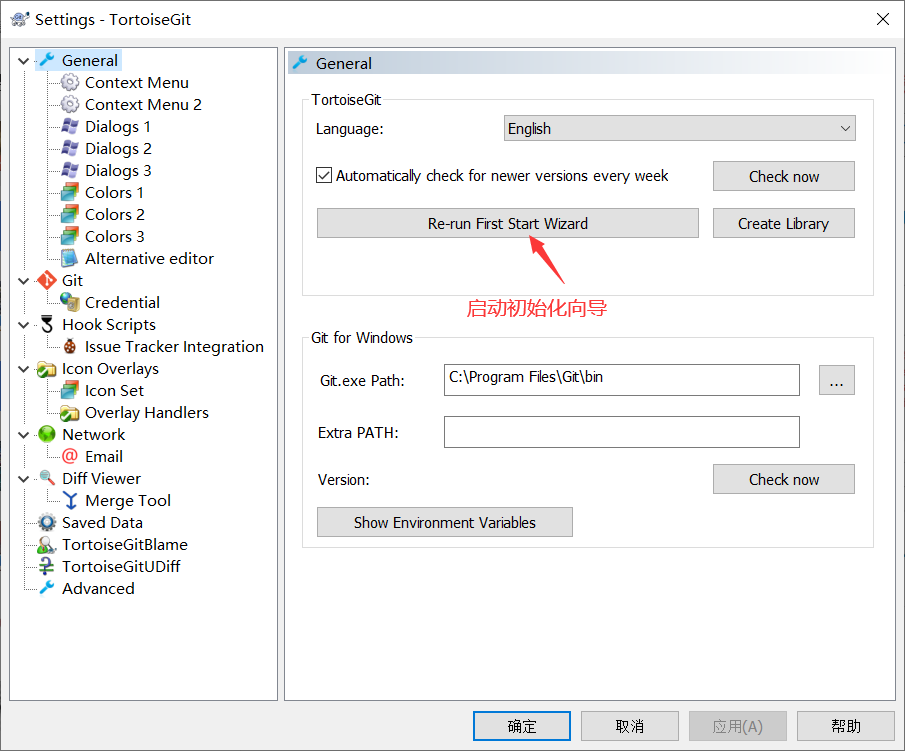 Settings - TortoiseGit
General
Context Menu
Context Menu 2
Dialogs 1
Dialogs 2
Dialogs 3
Colors 1
Colors 2
Colors 3
Alternative editor
Git
Credential
Hook Scripts
Issue Tracker Integration
Icon Overlays
Icon Set
Overlay Handlers
Network
@ Email
Diff Viewer
Merge Tool
Saved Data
TortoiseGitBlame
TortoiseGitUDiff
Advanced
General
TortoiseGit
Language: English
Automatically check for newer versions every week Check now
Re-run First Start Wizard Create Library
启动初始化向导
Git for Windows
Git.exe Path: C:\Program Files\Git\bin ...
Extra PATH:
Version: Check now
Show Environment Variables
确定 取消 应用(A) 帮助